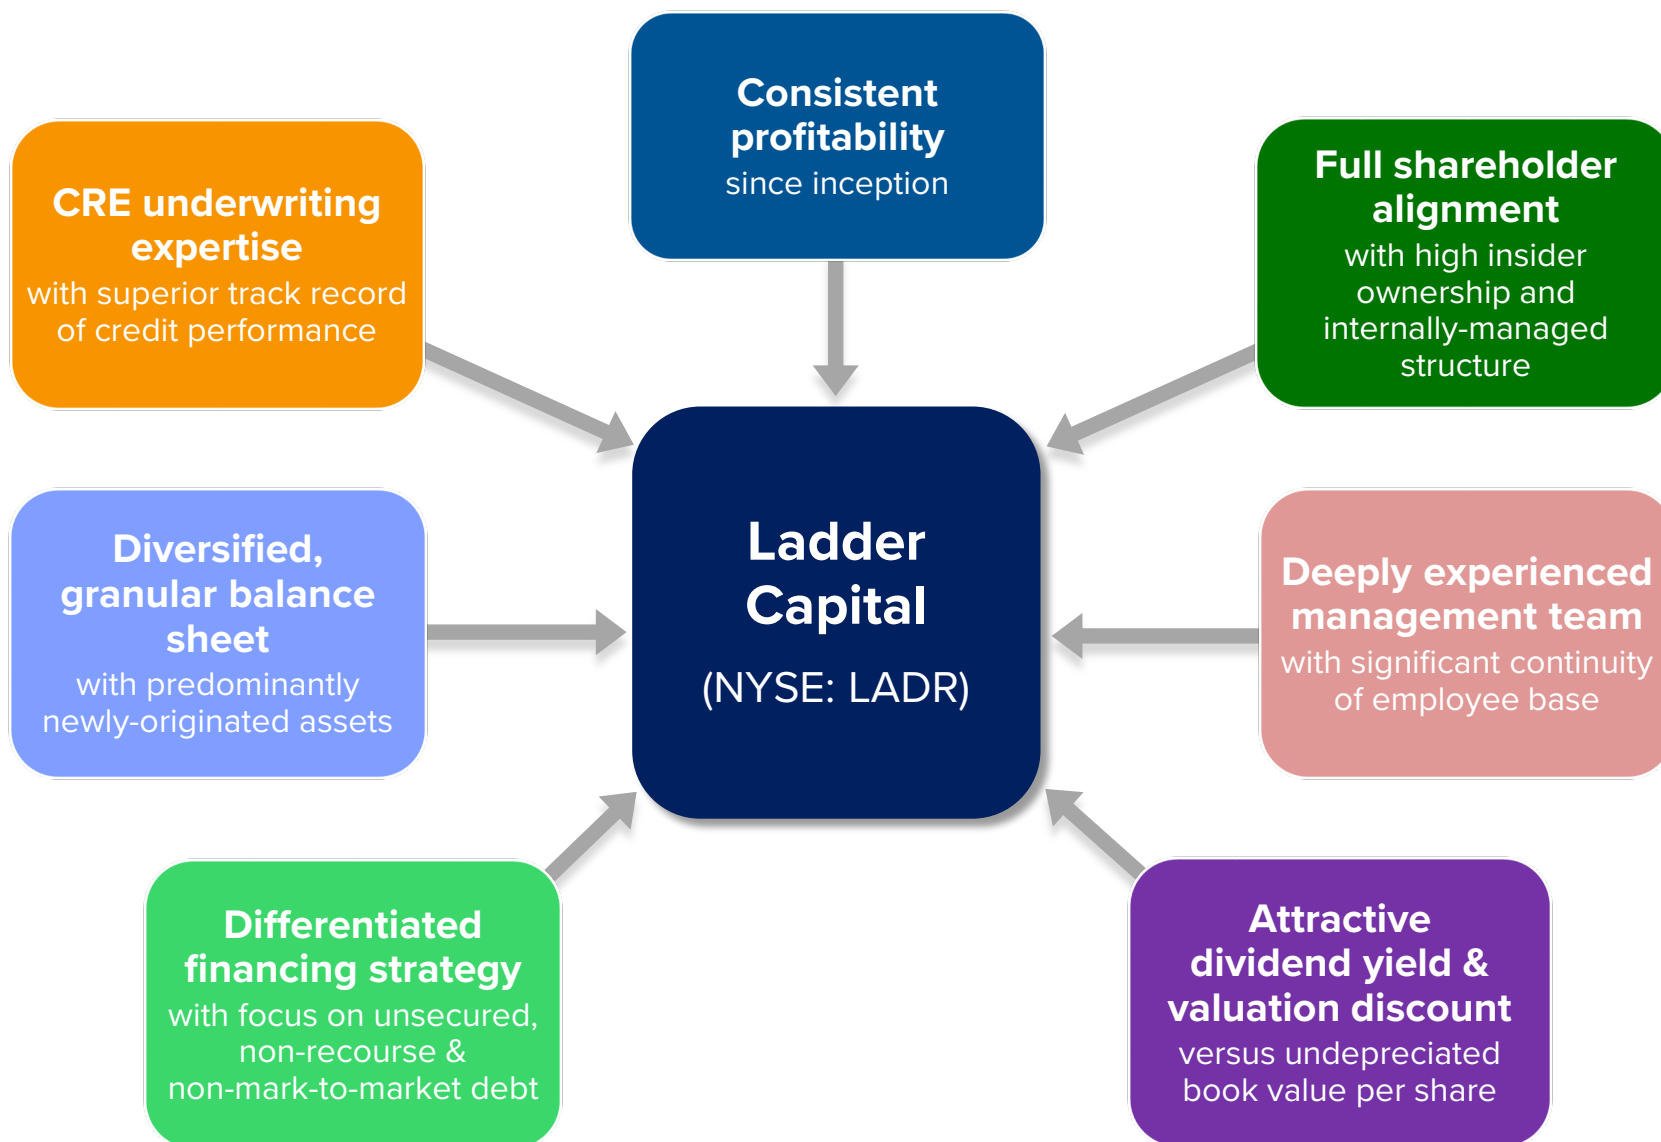 Consistent
profitability
since inception
CRE underwriting
expertise
with superior track record
of credit performance
Full shareholder
alignment
with high insider
ownership and
internally-managed
structure
Diversified,
granular balance
sheet
with predominantly
newly-originated assets
Ladder
Capital
(NYSE: LADR)
Deeply experienced
management team
with significant continuity
of employee base
Differentiated
financing strategy
with focus on unsecured,
non-recourse &
non-mark-to-market debt
Attractive
dividend yield &
valuation discount
versus undepreciated
book value per share